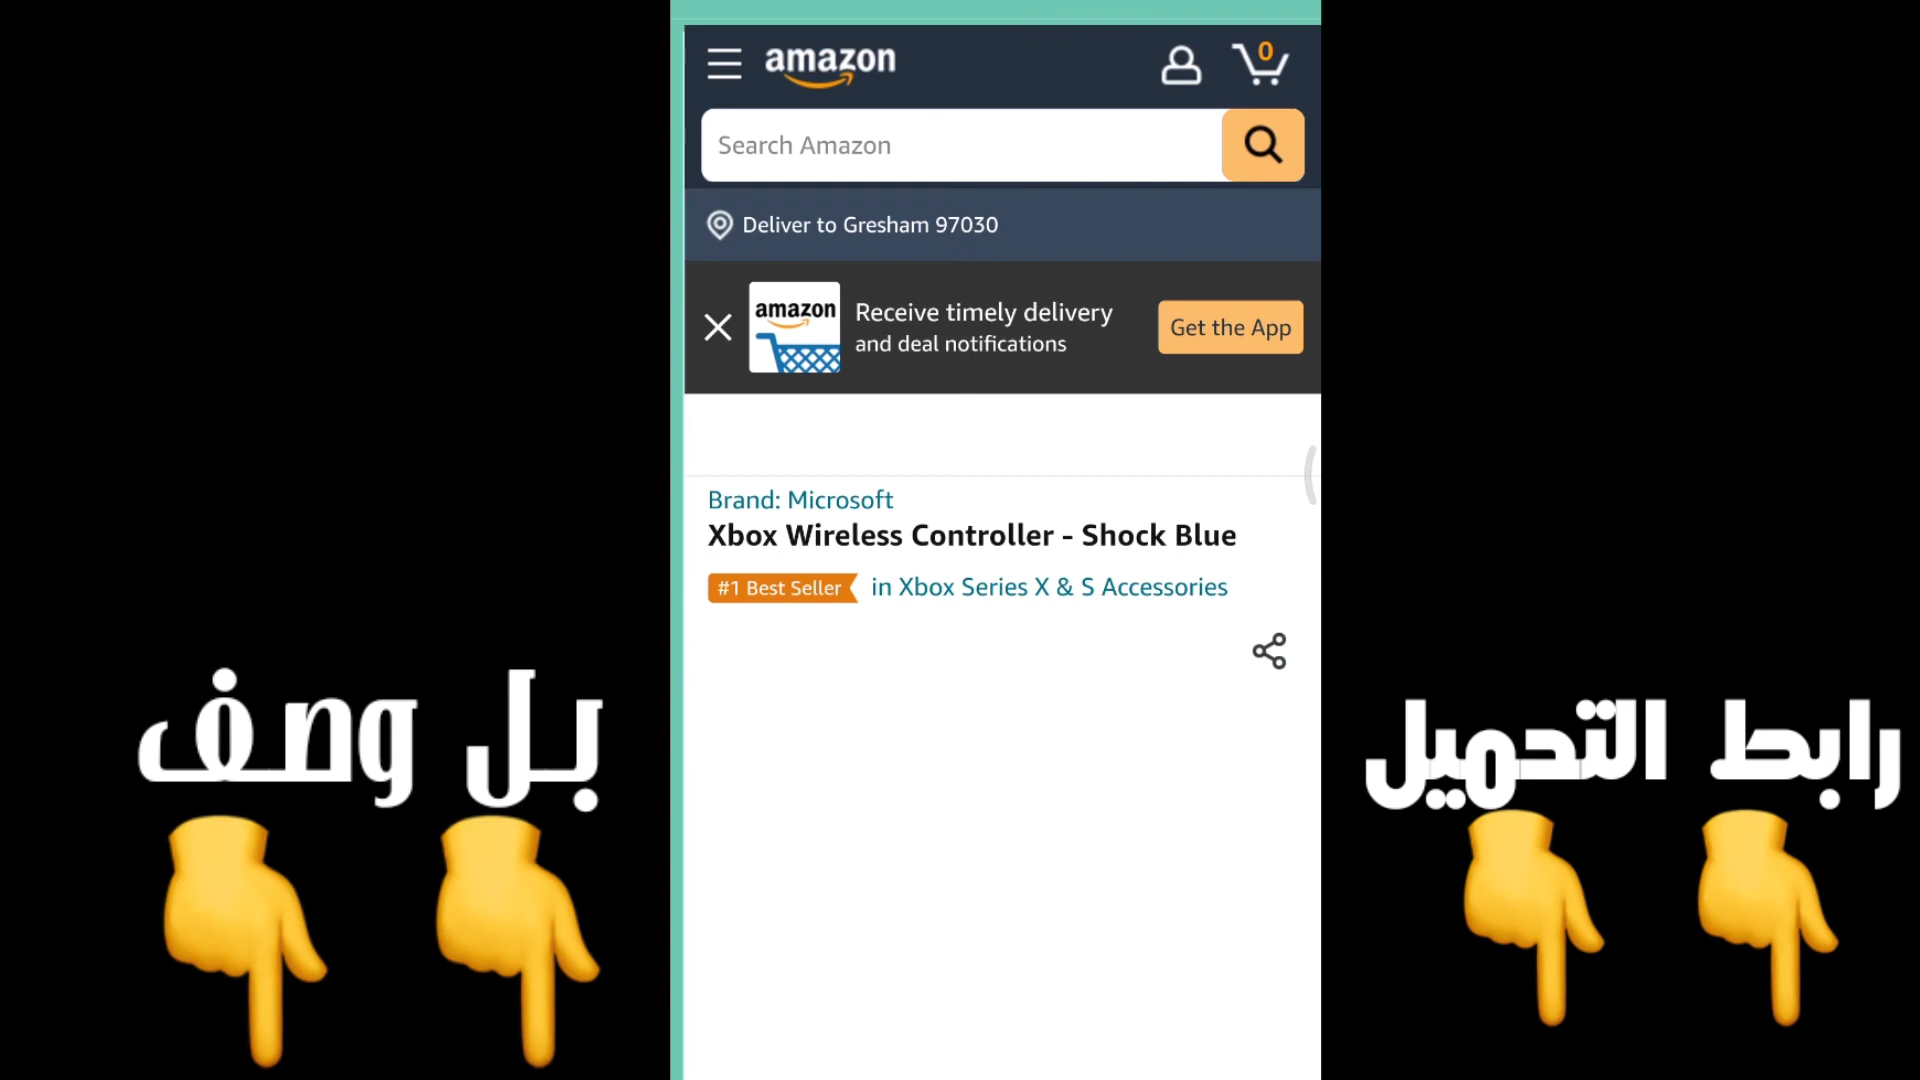 amazon
0
Search Amazon
Deliver to Gresham 97030
amazon
Receive timely delivery
and deal notifications
Get the App
Brand: Microsoft
Xbox Wireless Controller - Shock Blue
#1 Best Seller in Xbox Series X & S Accessories
رابط التحميل
بل وصف